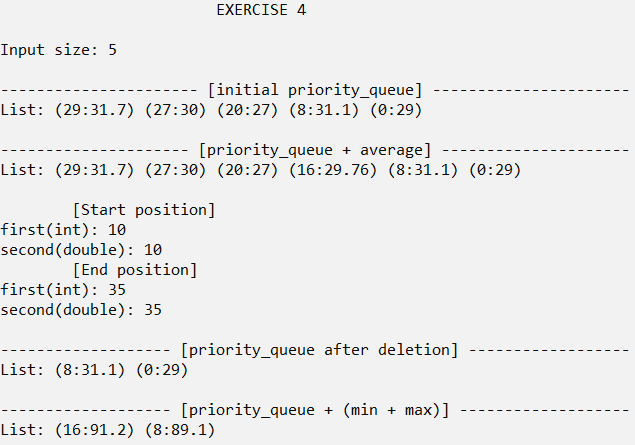 EXERCISE 4
Input size: 5
---------------------- [initial priority_queue] ----------------------
List: (29:31.7) (27:30) (20:27) (8:31.1) (0:29)
--------------------- [priority_queue + average] ---------------------
List: (29:31.7) (27:30) (20:27) (16:29.76) (8:31.1) (0:29)
[Start position]
first(int): 10
second(double): 10
[End position]
first(int): 35
second(double): 35
------------------- [priority_queue after deletion] ------------------
List: (8:31.1) (0:29)
------------------- [priority_queue + (min + max)] -------------------
List: (16:91.2) (8:89.1)